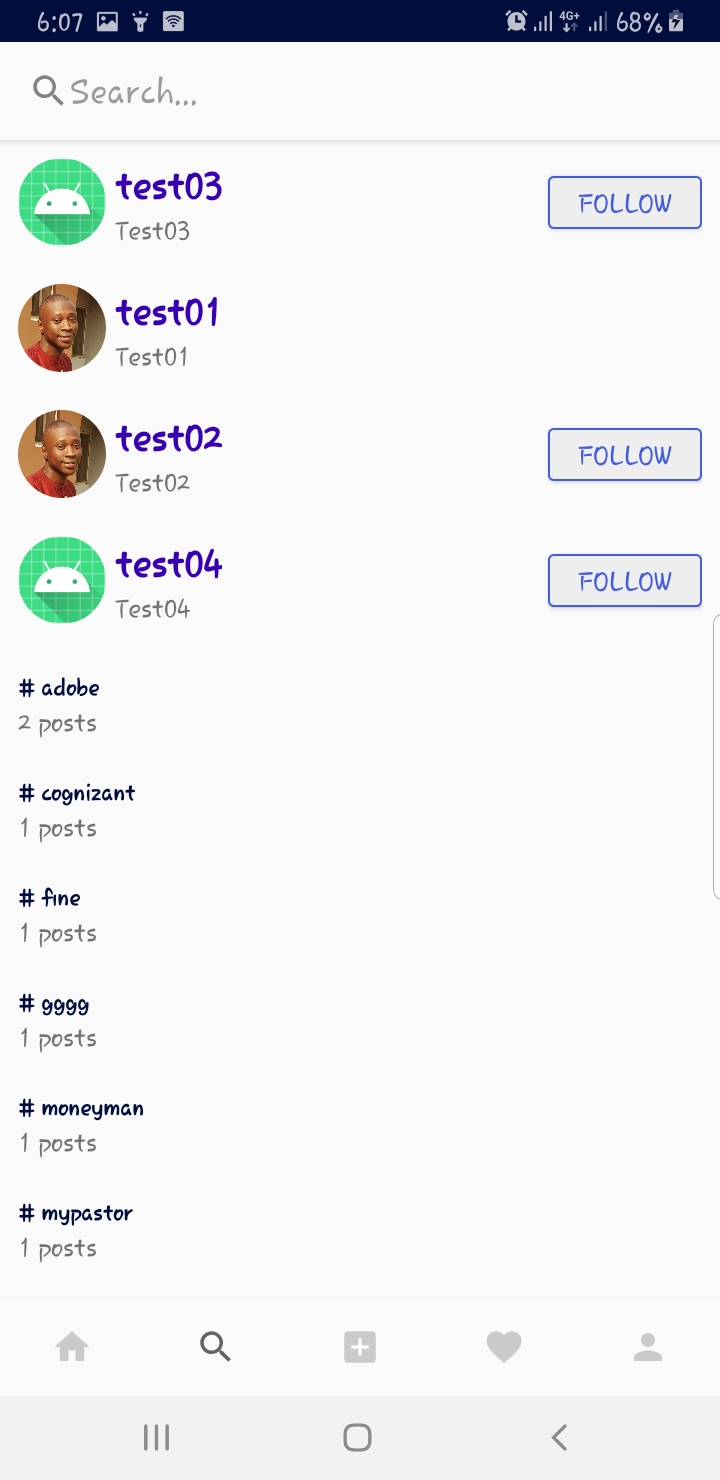 6:07 4G+ 68%
Search...
test03
Test03
FOLLOW
test01
Test01
test02
Test02
FOLLOW
test04
Test04
FOLLOW
# adobe
2 posts
# cognizant
1 posts
# fine
1 posts
# gggg
1 posts
# moneyman
1 posts
# mypastor
1 posts